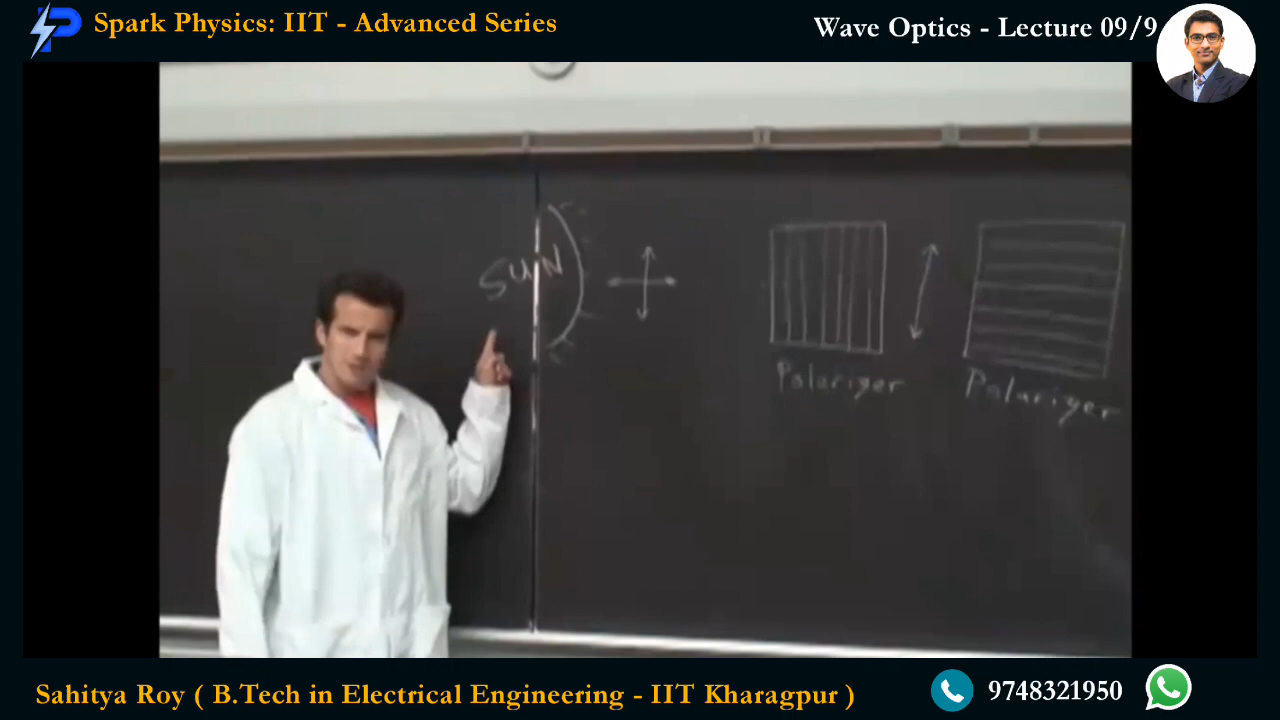 Spark Physics: IIT - Advanced Series
Wave Optics - Lecture 09/9
SUN
Polarizer
Polarizer
Sahitya Roy ( B.Tech in Electrical Engineering - IIT Kharagpur )
9748321950